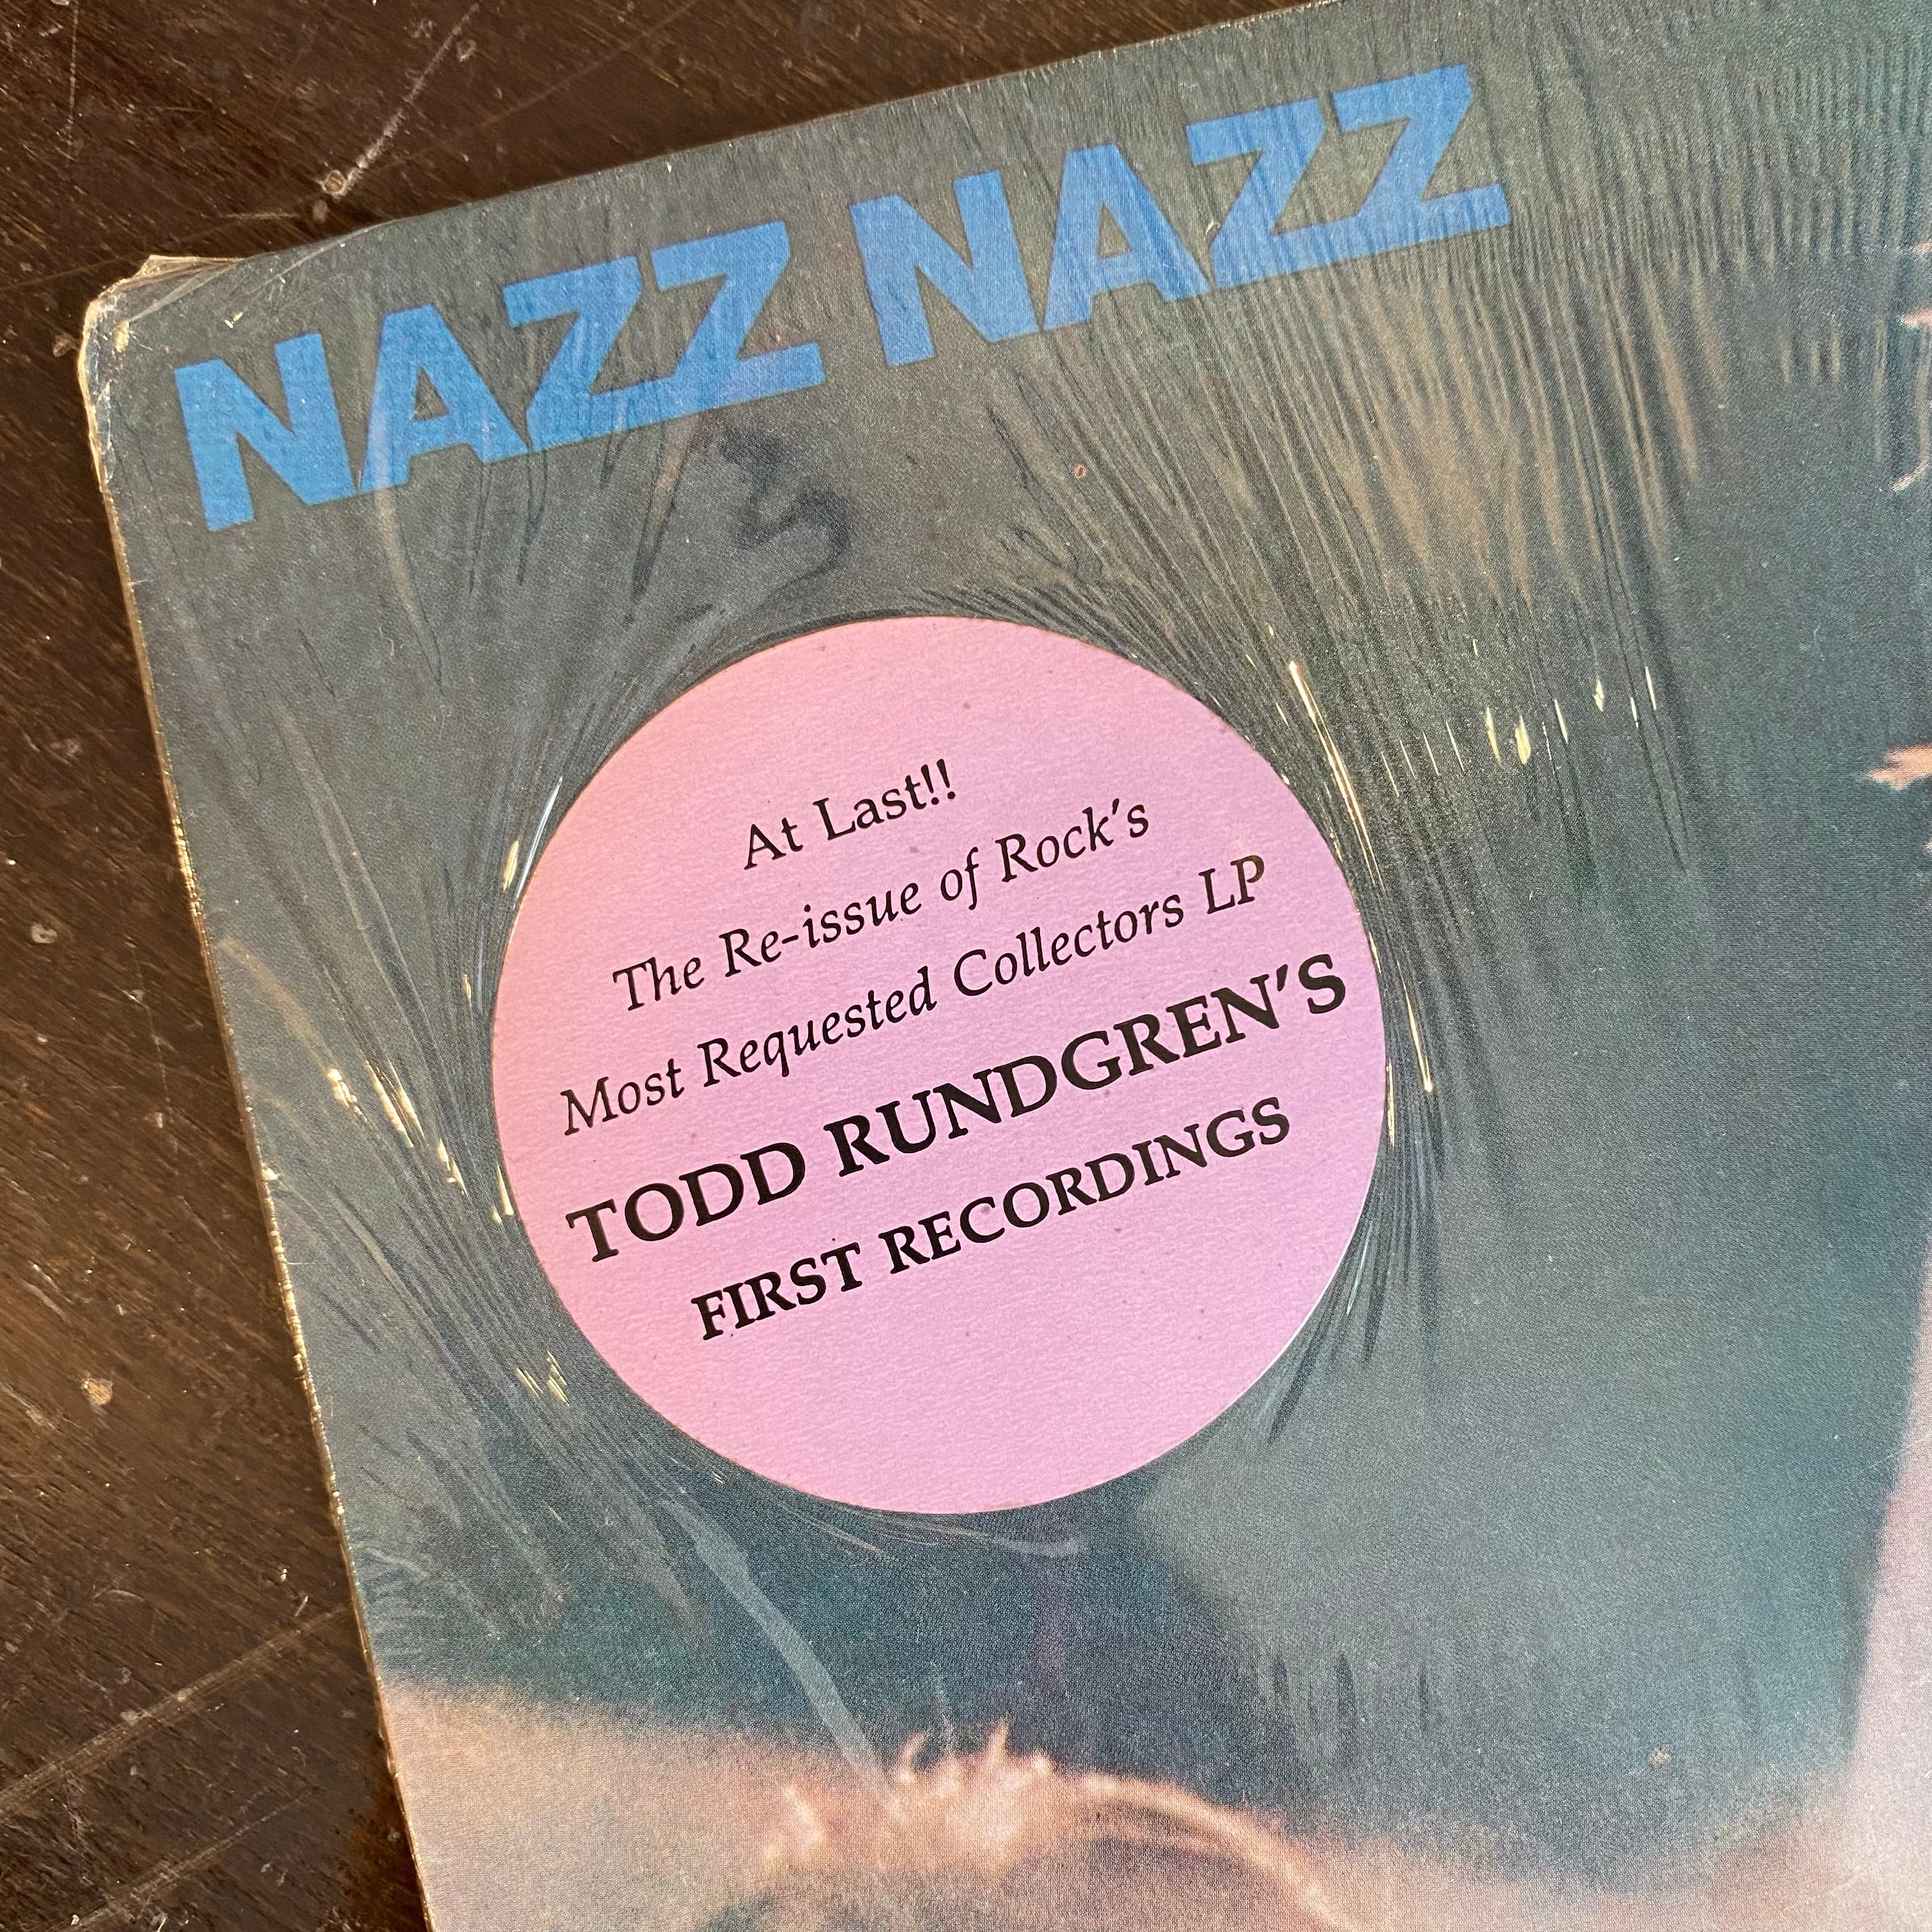 NAZZ NAZZ
At Last!!
The Re-issue of Rock's
Most Requested Collectors LP
TODD RUNDGREN'S
FIRST RECORDINGS